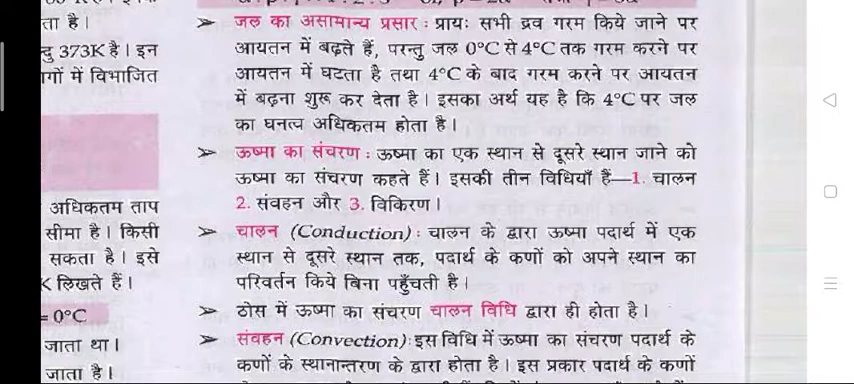 ता है।
दु 373K है। इन
ागों में विभाजित
अधिकतम ताप
सीमा है। किसी
सकता है। इसे
K लिखते हैं।
= 0°C
जाता था।
जाता है।
➢ जल का असामान्य प्रसार : प्रायः सभी द्रव गरम किये जाने पर
आयतन में बढ़ते हैं, परन्तु जल 0°C से 4°C तक गरम करने पर
आयतन में घटता है तथा 4°C के बाद गरम करने पर आयतन
में बढ़ना शुरू कर देता है। इसका अर्थ यह है कि 4°C पर जल
का घनत्व अधिकतम होता है।
➢ ऊष्मा का संचरण : ऊष्मा का एक स्थान से दूसरे स्थान जाने को
ऊष्मा का संचरण कहते हैं। इसकी तीन विधियाँ हैं—1. चालन
2. संवहन और 3. विकिरण।
➢ चालन (Conduction) : चालन के द्वारा ऊष्मा पदार्थ में एक
स्थान से दूसरे स्थान तक, पदार्थ के कणों को अपने स्थान का
परिवर्तन किये बिना पहुँचती है।
➢ ठोस में ऊष्मा का संचरण चालन विधि द्वारा ही होता है।
➢ संवहन (Convection) : इस विधि में ऊष्मा का संचरण पदार्थ के
कणों के स्थानान्तरण के द्वारा होता है। इस प्रकार पदार्थ के कणों